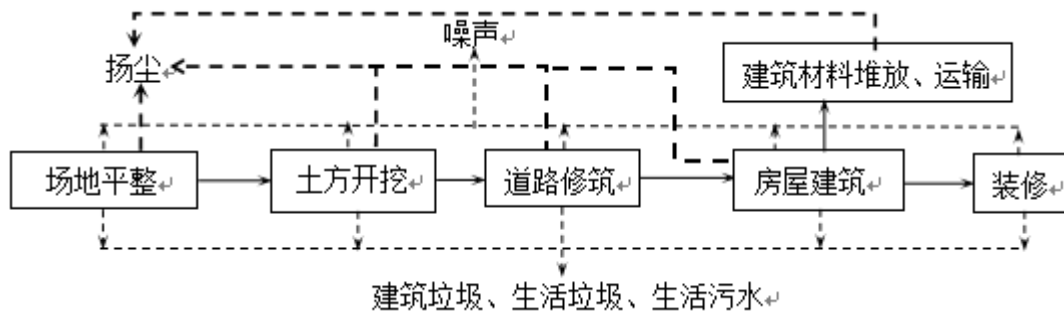 噪声
扬尘
建筑材料堆放、运输
场地平整
土方开挖
道路修筑
房屋建筑
装修
建筑垃圾、生活垃圾、生活污水